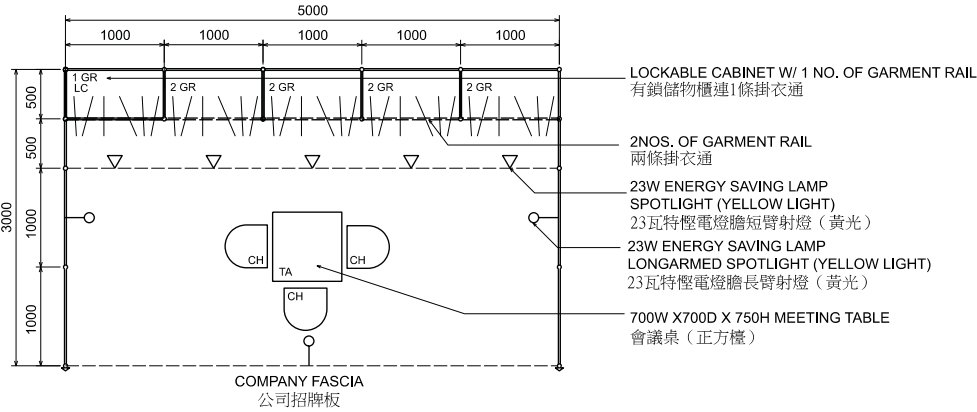 5000
1000
1000
1000
1000
1000
3000
500
500
1000
1000
1 GR
LC
2 GR
2 GR
2 GR
2 GR
CH
TA
CH
CH
COMPANY FASCIA
公司招牌板
LOCKABLE CABINET W/ 1 NO. OF GARMENT RAIL
有鎖儲物櫃連1條掛衣通
2NOS. OF GARMENT RAIL
兩條掛衣通
23W ENERGY SAVING LAMP
SPOTLIGHT (YELLOW LIGHT)
23瓦特慳電燈膽短臂射燈（黃光）
23W ENERGY SAVING LAMP
LONGARMED SPOTLIGHT (YELLOW LIGHT)
23瓦特慳電燈膽長臂射燈（黃光）
700W X700D X 750H MEETING TABLE
會議桌（正方檯）